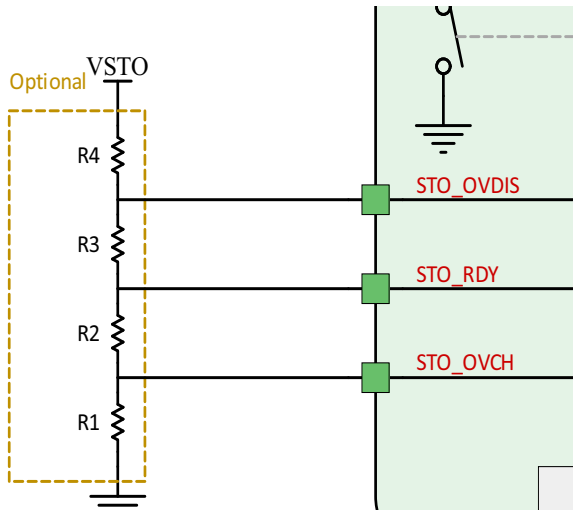 VSTO
Optional
R4
STO_OVDIS
R3
STO_RDY
R2
STO_OVCH
R1